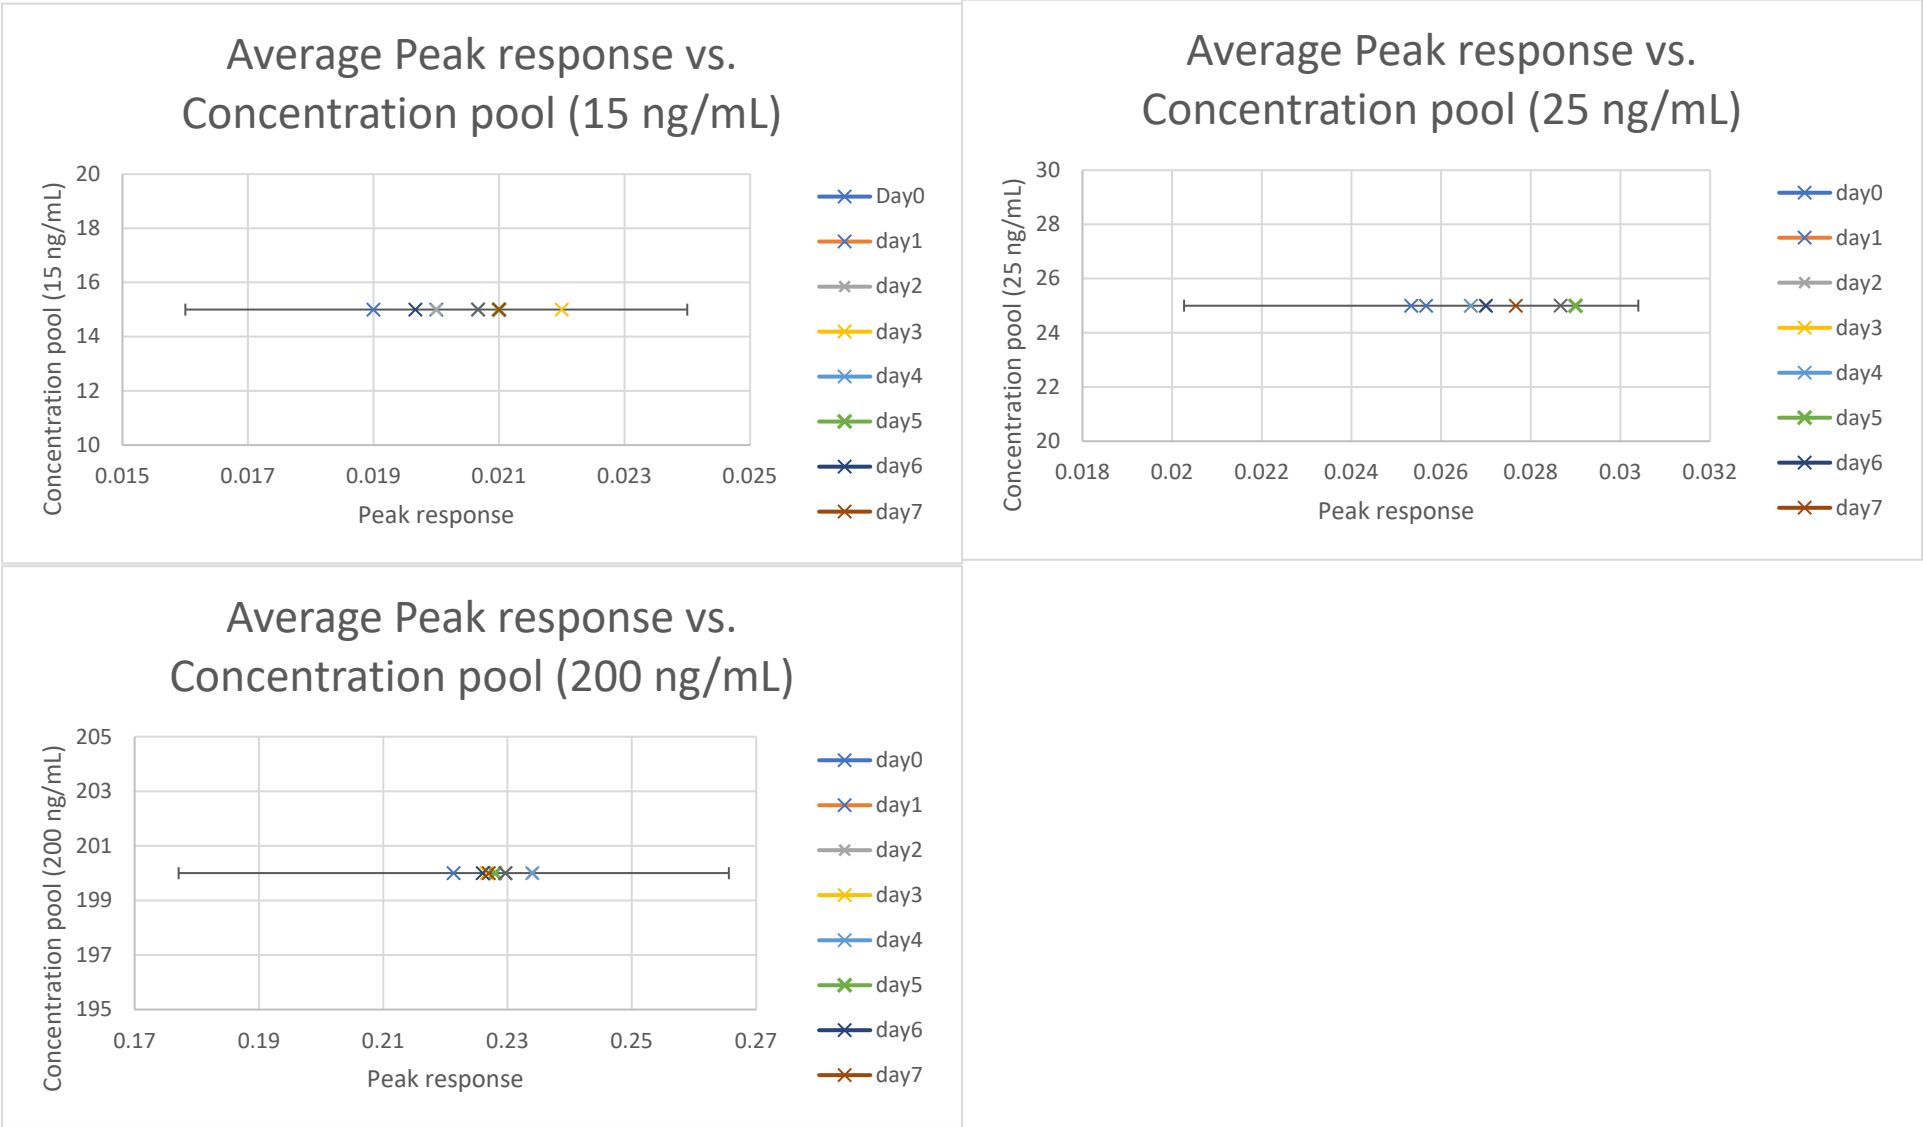 Average Peak response vs.
Concentration pool (15 ng/mL)
Concentration pool (15 ng/mL)
20
18
16
14
12
10
0.015 0.017 0.019 0.021 0.023 0.025
Peak response
Day0
day1
day2
day3
day4
day5
day6
day7
Average Peak response vs.
Concentration pool (25 ng/mL)
Concentration pool (25 ng/mL)
30
28
26
24
22
20
0.018 0.02 0.022 0.024 0.026 0.028 0.03 0.032
Peak response
day0
day1
day2
day3
day4
day5
day6
day7
Average Peak response vs.
Concentration pool (200 ng/mL)
Concentration pool (200 ng/mL)
205
203
201
199
197
195
0.17 0.19 0.21 0.23 0.25 0.27
Peak response
day0
day1
day2
day3
day4
day5
day6
day7